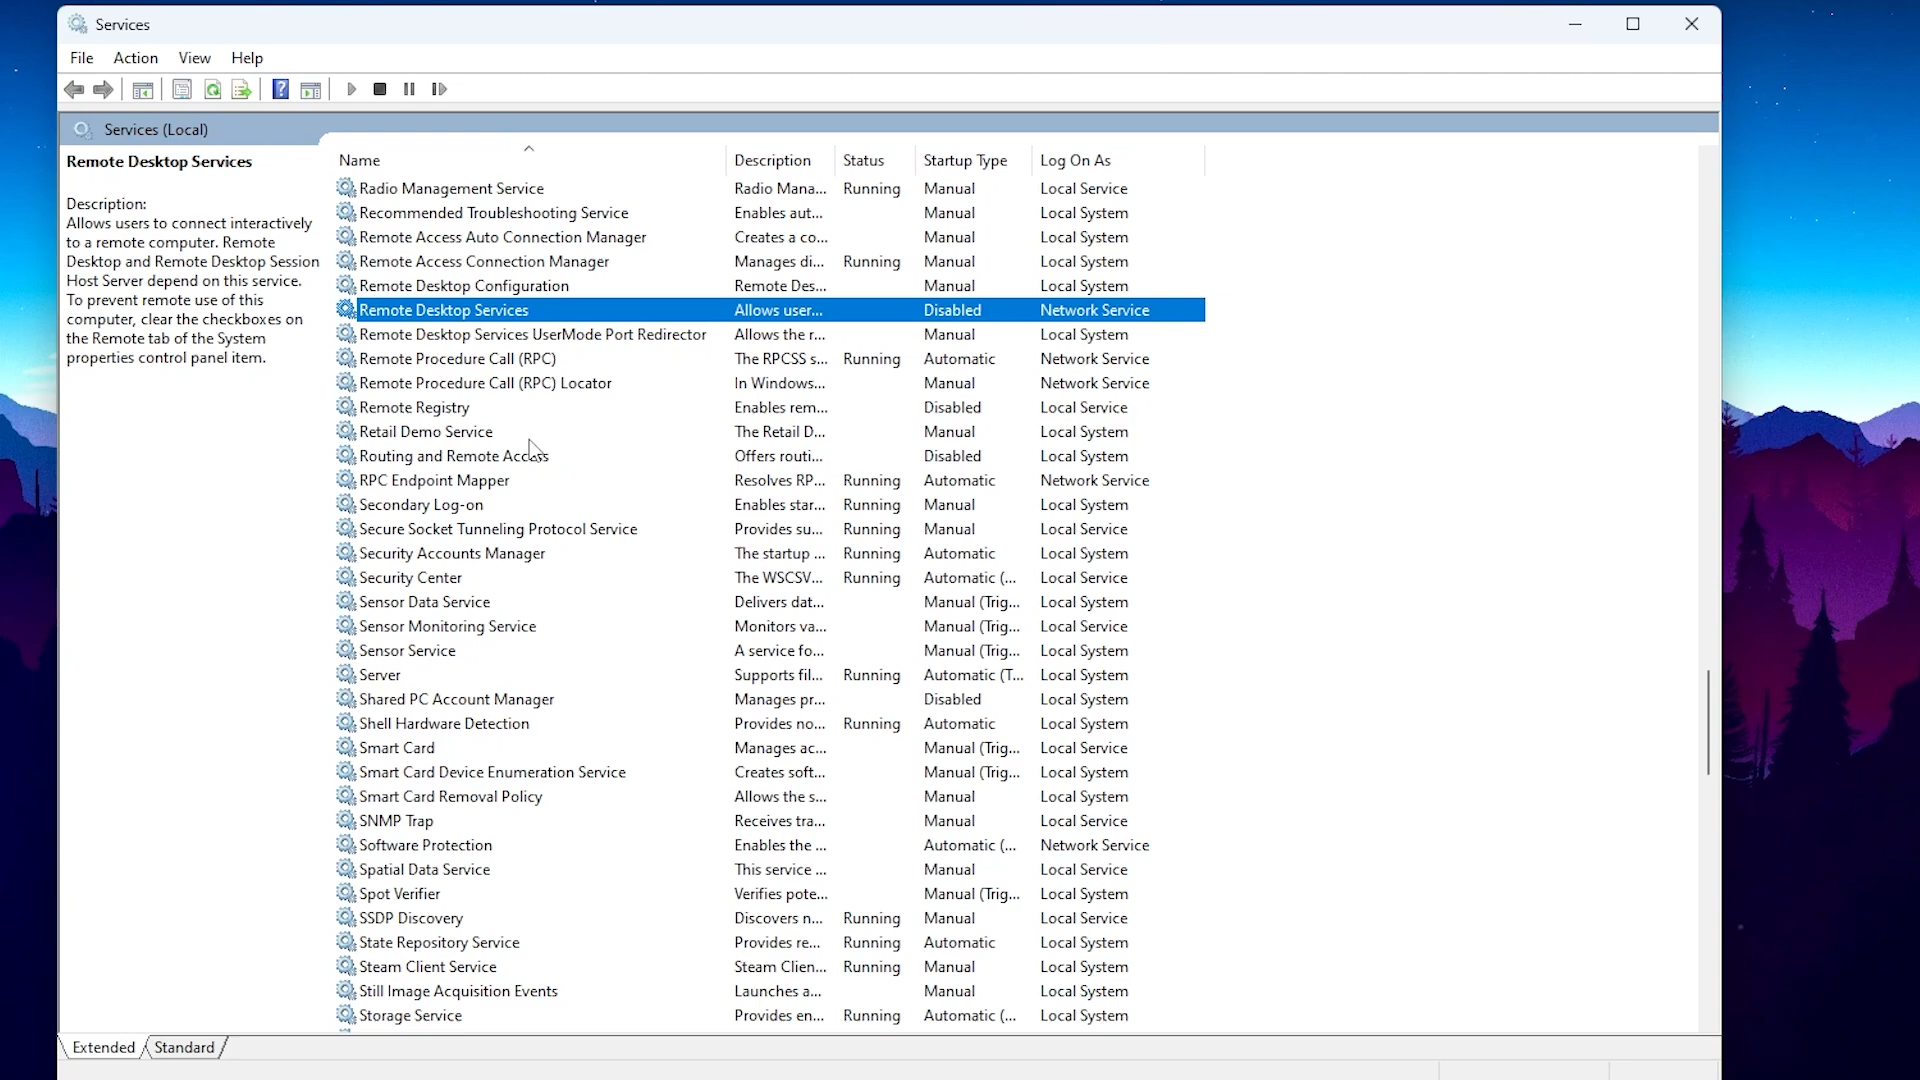 Services
File Action View Help
Services (Local)
Remote Desktop Services
Description:
Allows users to connect interactively
to a remote computer. Remote
Desktop and Remote Desktop Session
Host Server depend on this service.
To prevent remote use of this
computer, clear the checkboxes on
the Remote tab of the System
properties control panel item.
Name Description Status Startup Type Log On As
Radio Management Service Radio Mana... Running Manual Local Service
Recommended Troubleshooting Service Enables aut... Manual Local System
Remote Access Auto Connection Manager Creates a co... Manual Local System
Remote Access Connection Manager Manages di... Running Manual Local System
Remote Desktop Configuration Remote Des... Manual Local System
Remote Desktop Services Allows user... Disabled Network Service
Remote Desktop Services UserMode Port Redirector Allows the r... Manual Local System
Remote Procedure Call (RPC) The RPCSS s... Running Automatic Network Service
Remote Procedure Call (RPC) Locator In Windows... Manual Network Service
Remote Registry Enables rem... Disabled Local Service
Retail Demo Service The Retail D... Manual Local System
Routing and Remote Access Offers routi... Disabled Local System
RPC Endpoint Mapper Resolves RP... Running Automatic Network Service
Secondary Log-on Enables star... Running Manual Local System
Secure Socket Tunneling Protocol Service Provides su... Running Manual Local Service
Security Accounts Manager The startup ... Running Automatic Local System
Security Center The WSCSV... Running Automatic (... Local Service
Sensor Data Service Delivers dat... Manual (Trig... Local System
Sensor Monitoring Service Monitors va... Manual (Trig... Local Service
Sensor Service A service fo... Manual (Trig... Local System
Server Supports fil... Running Automatic (T... Local System
Shared PC Account Manager Manages pr... Disabled Local System
Shell Hardware Detection Provides no... Running Automatic Local System
Smart Card Manages ac... Manual (Trig... Local Service
Smart Card Device Enumeration Service Creates soft... Manual (Trig... Local System
Smart Card Removal Policy Allows the s... Manual Local System
SNMP Trap Receives tra... Manual Local Service
Software Protection Enables the ... Automatic (... Network Service
Spatial Data Service This service ... Manual Local Service
Spot Verifier Verifies pote... Manual (Trig... Local System
SSDP Discovery Discovers n... Running Manual Local Service
State Repository Service Provides re... Running Automatic Local System
Steam Client Service Steam Clien... Running Manual Local System
Still Image Acquisition Events Launches a... Manual Local System
Storage Service Provides en... Running Automatic (... Local System
Extended Standard